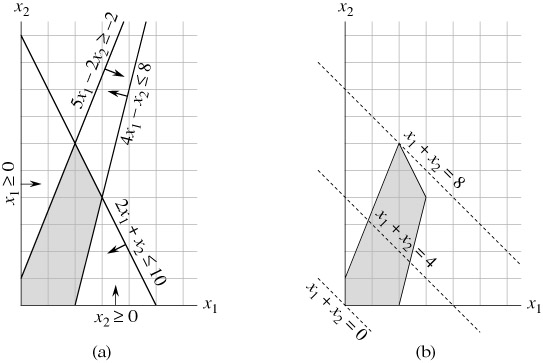 x₂
5x₁ − 2x₂ ≥ −2
4x₁ − x₂ ≤ 8
x₁ ≥ 0
2x₁ + x₂ ≤ 10
x₁
x₂ ≥ 0
(a)
x₂
x₁ + x₂ = 8
x₁ + x₂ = 4
x₁ + x₂ = 0
x₁
(b)